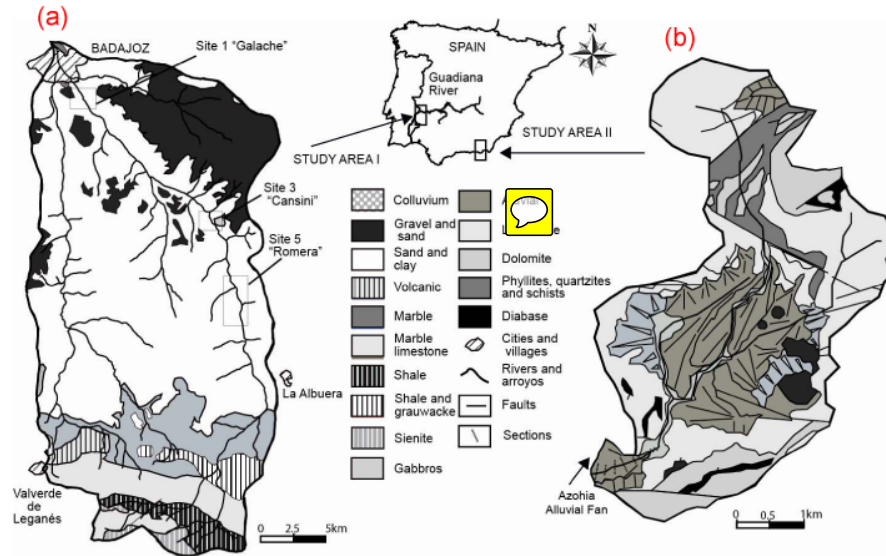 (a)
BADAJOZ
Site 1 "Galache"
SPAIN
Guadiana
River
N
(b)
STUDY AREA I
STUDY AREA II
Site 3
"Cansini"
Site 5
"Romera"
La Albuera
Valverde
de
Leganés
0 2,5 5km
Colluvium
Gravel and
sand
Sand and
clay
Volcanic
Marble
Marble
limestone
Shale
Shale and
grauwacke
Sienite
Gabbros
Dolomite
Phyllites, quartzites
and schists
Diabase
Cities and
villages
Rivers and
arroyos
Faults
Sections
Azohia
Alluvial Fan
0 0,5 1km